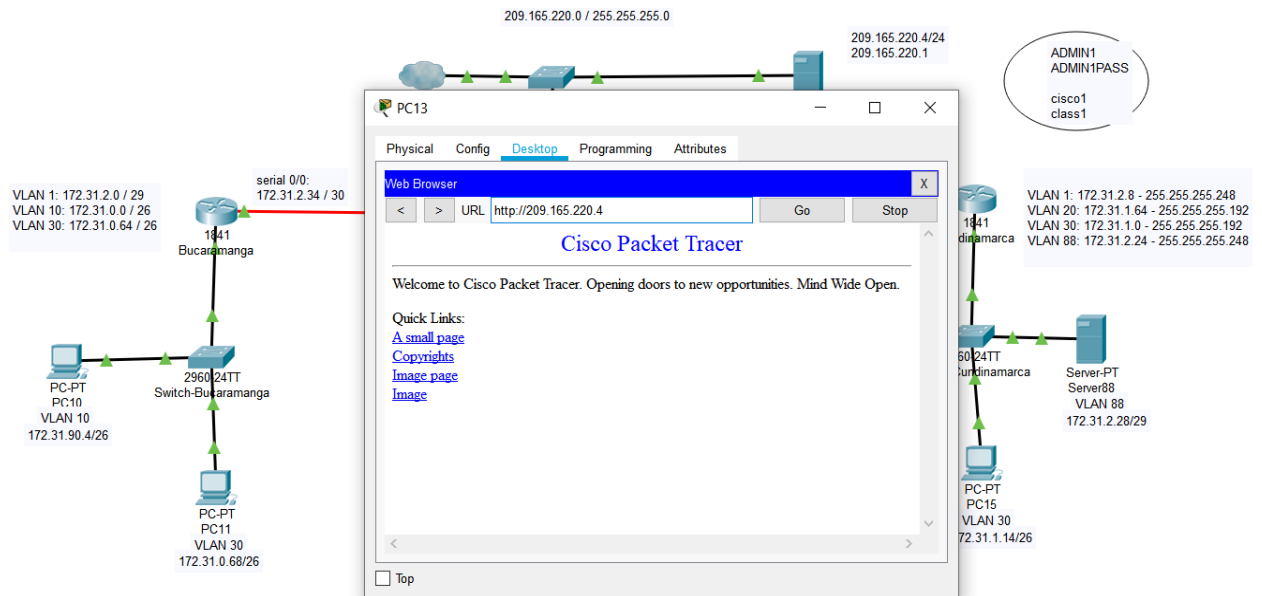 209.165.220.0 / 255.255.255.0
209.165.220.4/24
209.165.220.1
ADMIN1
ADMIN1PASS
cisco1
class1
PC13
Physical Config Desktop Programming Attributes
Web Browser X
< > URL http://209.165.220.4 Go Stop
Cisco Packet Tracer
Welcome to Cisco Packet Tracer. Opening doors to new opportunities. Mind Wide Open.
Quick Links:
A small page
Copyrights
Image page
Image
Top
VLAN 1: 172.31.2.0 / 29
VLAN 10: 172.31.0.0 / 26
VLAN 30: 172.31.0.64 / 26
serial 0/0:
172.31.2.34 / 30
1841
Bucaramanga
2960-24TT
Switch-Bucaramanga
PC-PT
PC10
VLAN 10
172.31.90.4/26
PC-PT
PC11
VLAN 30
172.31.0.68/26
VLAN 1: 172.31.2.8 - 255.255.255.248
VLAN 20: 172.31.1.64 - 255.255.255.192
VLAN 30: 172.31.1.0 - 255.255.255.192
VLAN 88: 172.31.2.24 - 255.255.255.248
1841
dinamarca
60-24TT
Cundinamarca
Server-PT
Server88
VLAN 88
172.31.2.28/29
PC-PT
PC15
VLAN 30
72.31.1.14/26